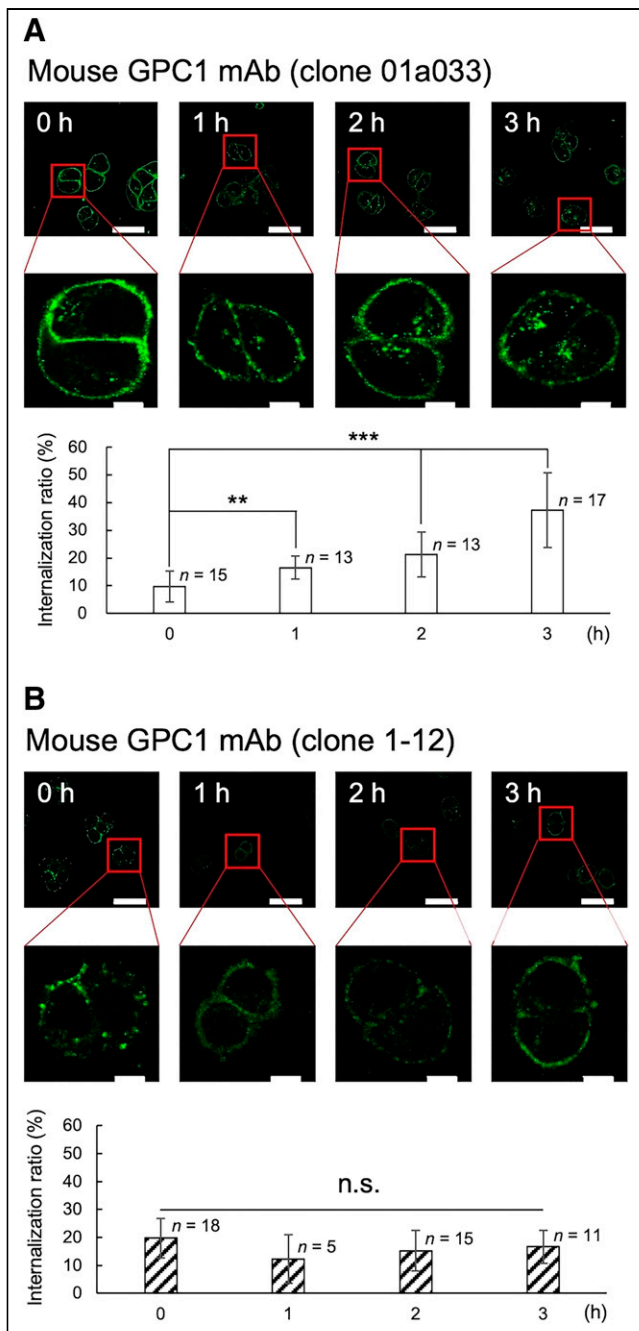 A
Mouse GPC1 mAb (clone 01a033)
0 h
1 h
2 h
3 h
Internalization ratio (%)
60
50
40
30
20
10
0
***
**
n = 15
n = 13
n = 13
n = 17
0 1 2 3 (h)
B
Mouse GPC1 mAb (clone 1-12)
0 h
1 h
2 h
3 h
Internalization ratio (%)
60
50
40
30
20
10
0
n.s.
n = 18
n = 5
n = 15
n = 11
0 1 2 3 (h)